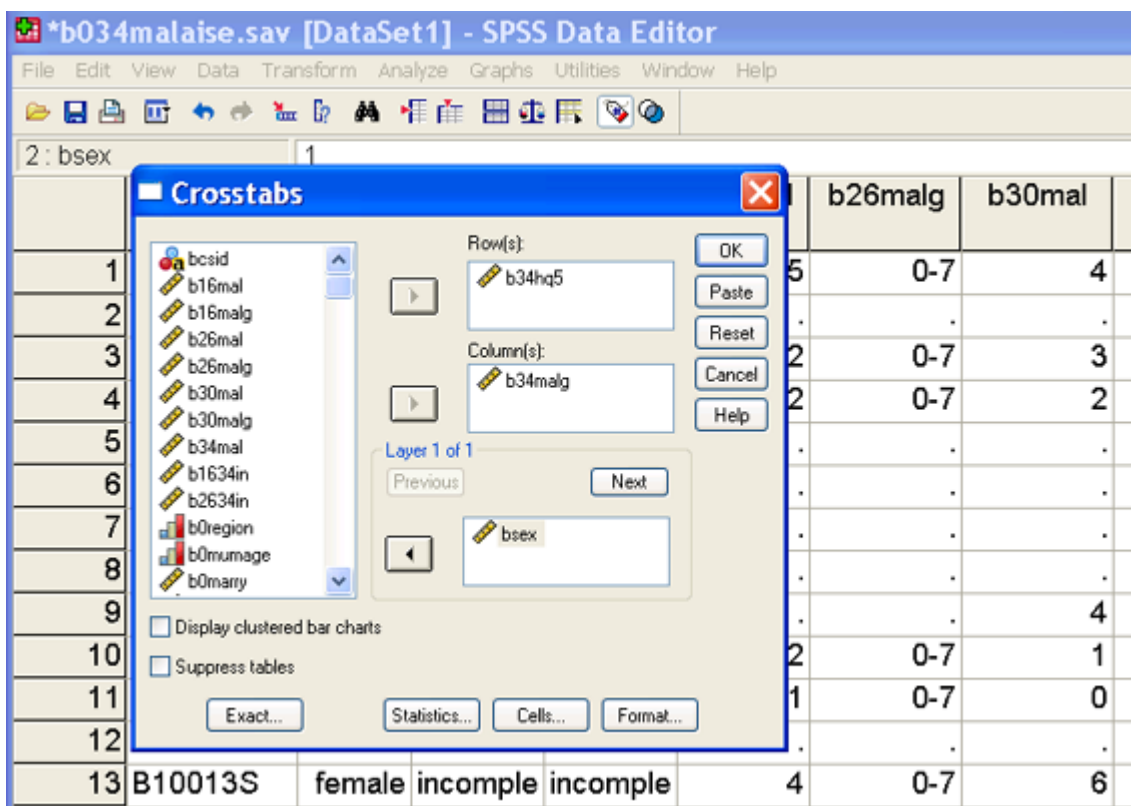 *b034malaise.sav [DataSet1] - SPSS Data Editor
File Edit View Data Transform Analyze Graphs Utilities Window Help
2 : bsex 1
b26malg b30mal
Crosstabs
bcsid
b16mal
b16malg
b26mal
b26malg
b30mal
b30malg
b34mal
b1634in
b2634in
b0region
b0mumage
b0marry
Row(s):
b34hq5
Column(s):
b34malg
Layer 1 of 1
Previous Next
bsex
OK
Paste
Reset
Cancel
Help
Display clustered bar charts
Suppress tables
Exact... Statistics... Cells... Format...
1 5 0-7 4
2 . . .
3 2 0-7 3
4 2 0-7 2
5 . . .
6 . . .
7 . . .
8 . . .
9 . . 4
10 2 0-7 1
11 1 0-7 0
12 . . .
13 B10013S female incomple incomple 4 0-7 6